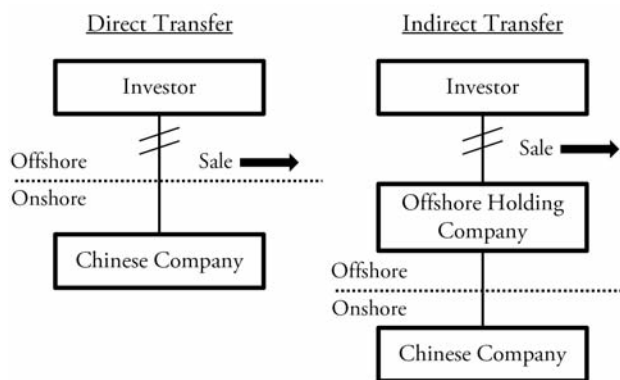 Direct Transfer
Investor
Offshore
Sale
Onshore
Chinese Company
Indirect Transfer
Investor
Sale
Offshore Holding
Company
Offshore
Onshore
Chinese Company